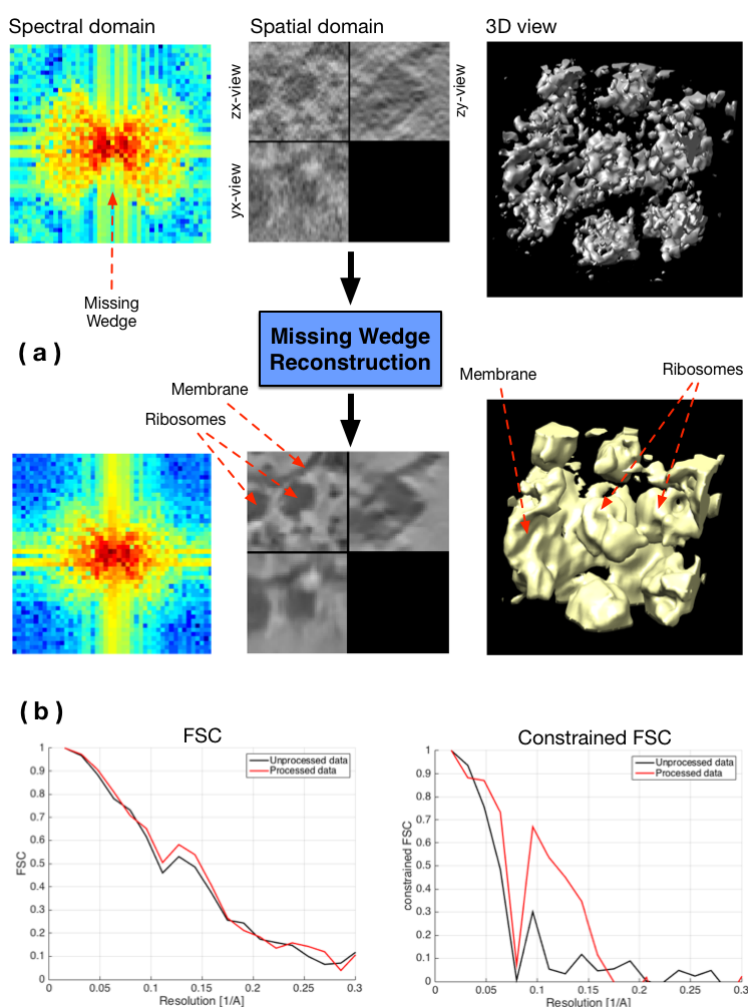 Spectral domain
Spatial domain
3D view
zx-view
zy-view
yx-view
Missing
Wedge
( a )
Missing Wedge
Reconstruction
Membrane
Ribosomes
Membrane
Ribosomes
( b )
FSC
Unprocessed data
Processed data
FSC
1
0.9
0.8
0.7
0.6
0.5
0.4
0.3
0.2
0.1
0
0 0.05 0.1 0.15 0.2 0.25 0.3
Resolution [1/A]
Constrained FSC
Unprocessed data
Processed data
constrained FSC
1
0.9
0.8
0.7
0.6
0.5
0.4
0.3
0.2
0.1
0
0 0.05 0.1 0.15 0.2 0.25 0.3
Resolution [1/A]